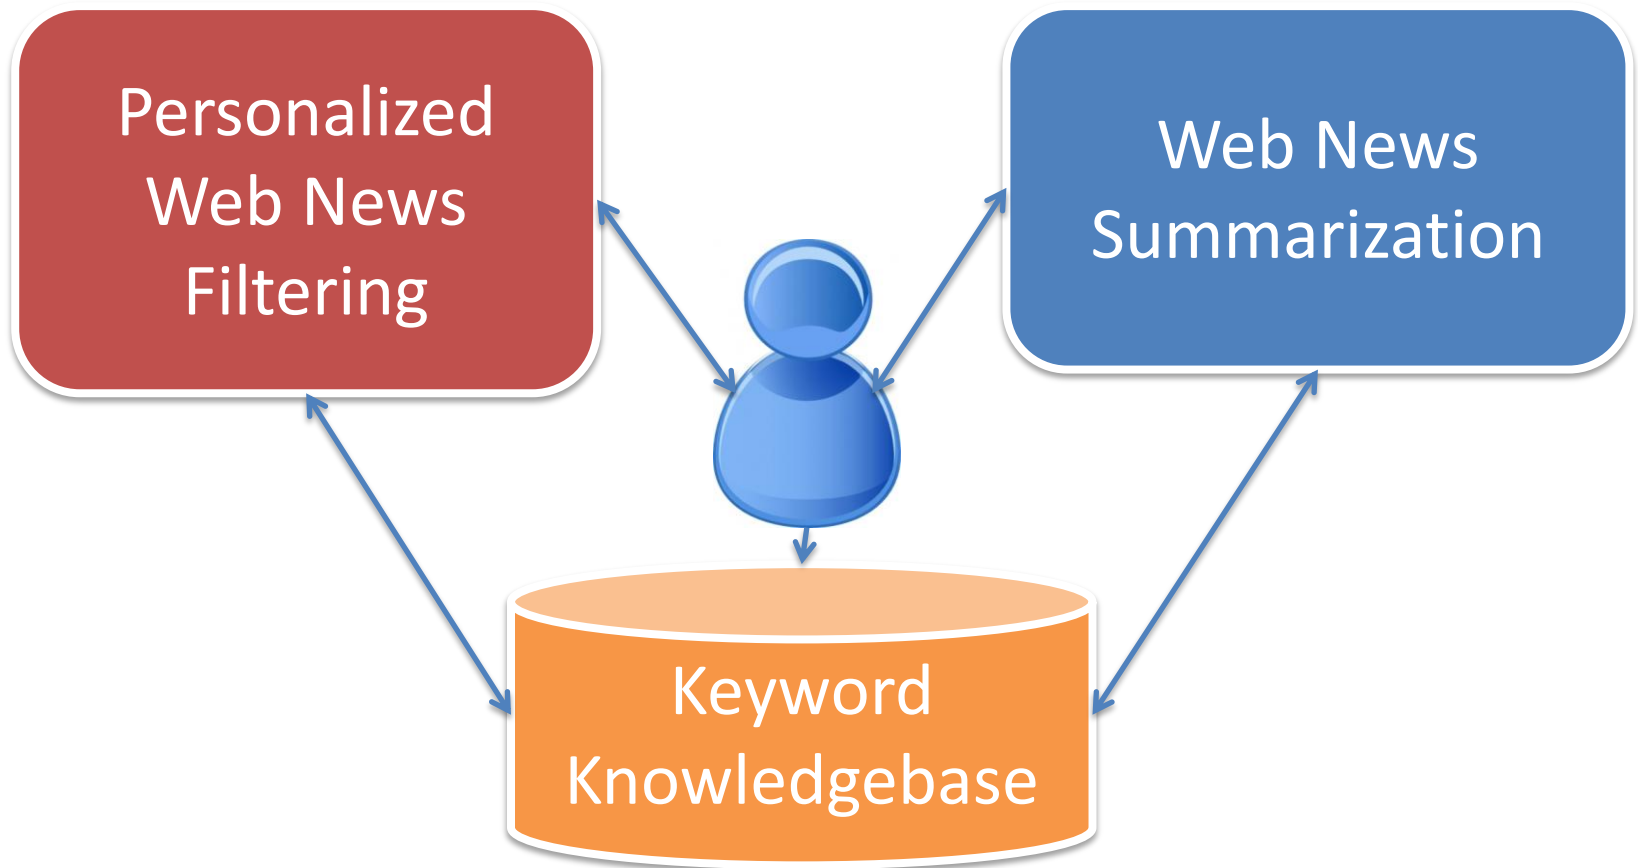 Personalized
Web News
Filtering
Web News
Summarization
Keyword
Knowledgebase